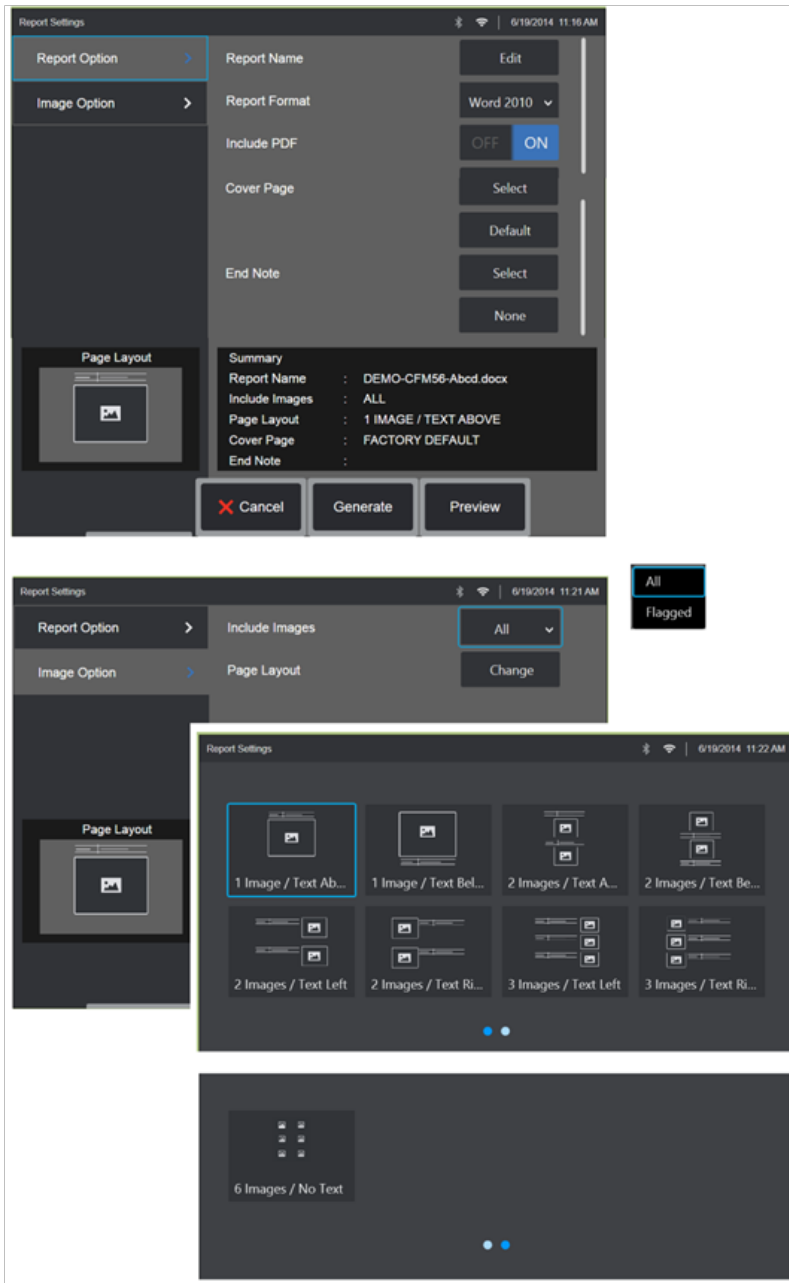 Report Settings 6/19/2014 11:16 AM
Report Option Report Name Edit
Image Option Report Format Word 2010
Include PDF OFF ON
Cover Page Select
Default
End Note Select
None
Page Layout
Summary
Report Name : DEMO-CFM56-Abcd.docx
Include Images : ALL
Page Layout : 1 IMAGE / TEXT ABOVE
Cover Page : FACTORY DEFAULT
End Note :
Cancel Generate Preview
Report Settings 6/19/2014 11:21 AM
Report Option Include Images All
Image Option Page Layout Change
Page Layout
All
Flagged
Report Settings 6/19/2014 11:22 AM
1 Image / Text Ab... 1 Image / Text Bel... 2 Images / Text A... 2 Images / Text Be...
2 Images / Text Left 2 Images / Text Ri... 3 Images / Text Left 3 Images / Text Ri...
6 Images / No Text